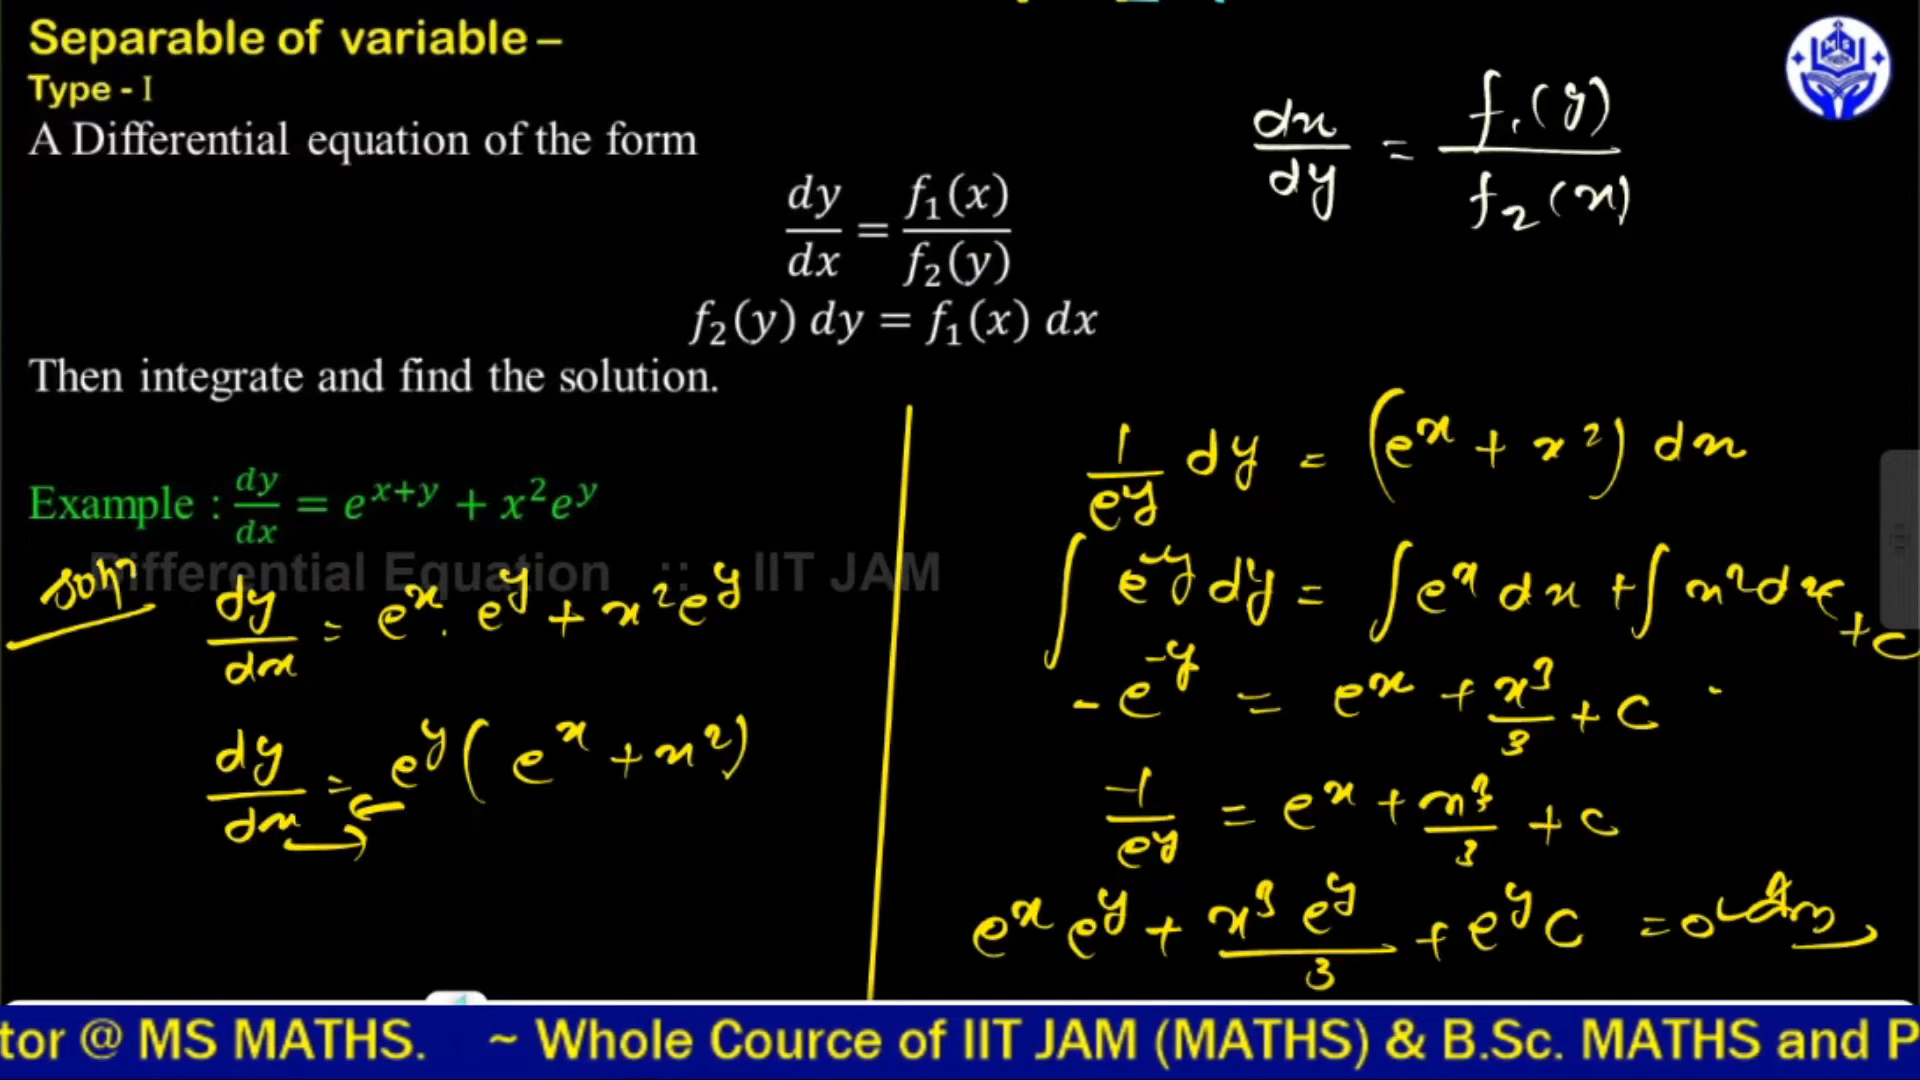 Separable of variable –
Type - I
A Differential equation of the form
dy/dx = f₁(x)/f₂(y)
f₂(y) dy = f₁(x) dx
Then integrate and find the solution.
dx/dy = f₁(y)/f₂(x)
Example : dy/dx = e^(x+y) + x²e^y
Differential Equation :: IIT JAM
Soln
dy/dx = e^x . e^y + x²e^y
dy/dx = e^y (e^x + x²)
1/e^y dy = (e^x + x²) dx
∫ e^-y dy = ∫ e^x dx + ∫ x² dx + c
-e^-y = e^x + x³/3 + c
-1/e^y = e^x + x³/3 + c
e^x e^y + x³ e^y/3 + e^y c = 0 Ans
MS
tor @ MS MATHS. ~ Whole Cource of IIT JAM (MATHS) & B.Sc. MATHS and P